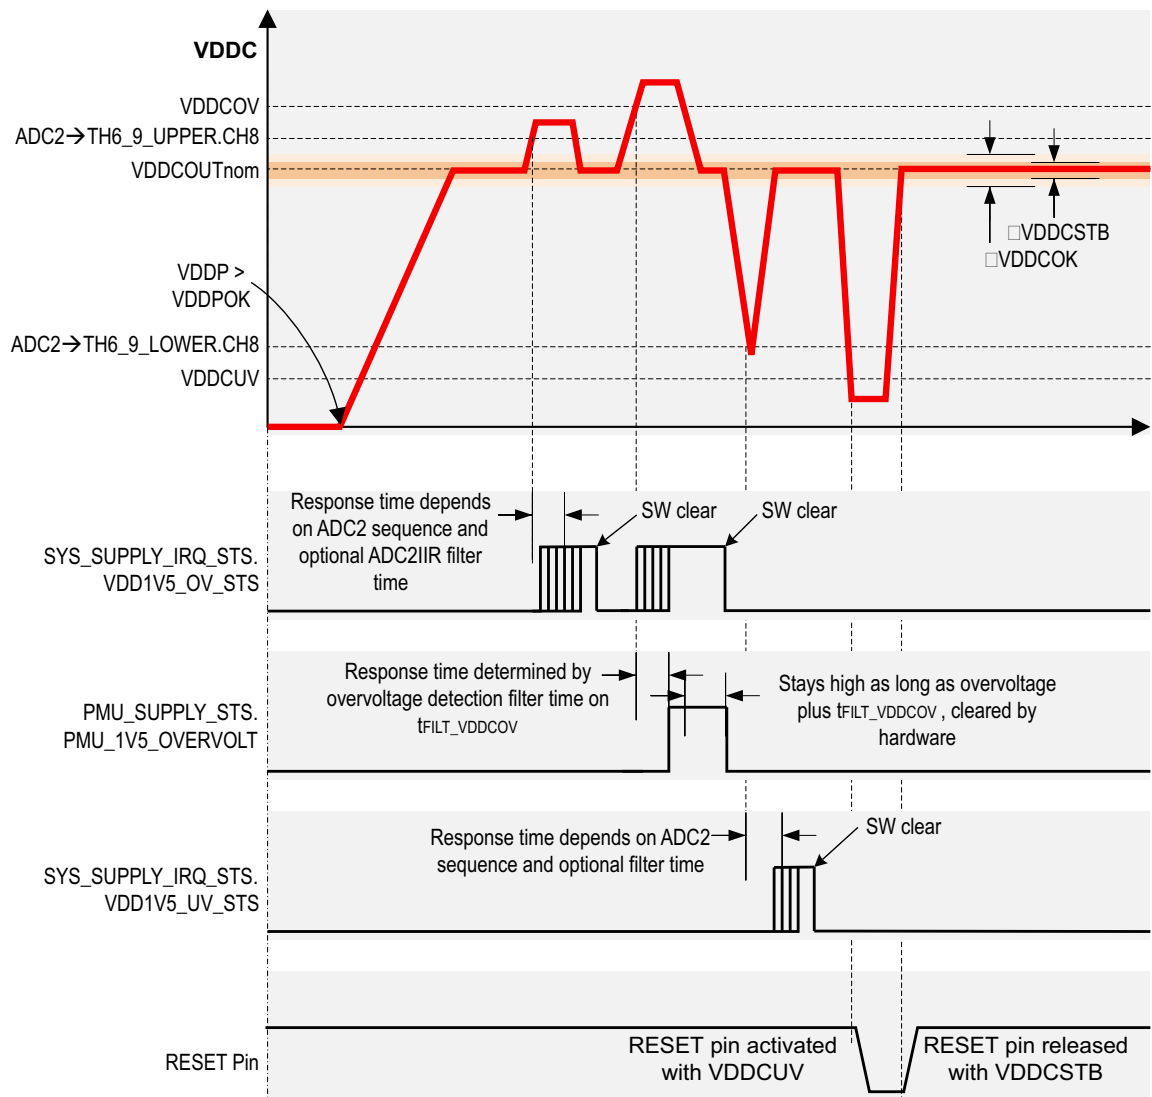 VDDC
VDDCOV
ADC2→TH6_9_UPPER.CH8
VDDCOUTnom
□VDDCSTB
□VDDCOK
VDDP >
VDDPOK
ADC2→TH6_9_LOWER.CH8
VDDCUV
Response time depends
on ADC2 sequence and
optional ADC2IIR filter
time
SW clear
SW clear
SYS_SUPPLY_IRQ_STS.
VDD1V5_OV_STS
Response time determined by
overvoltage detection filter time on
tFILT_VDDCOV
Stays high as long as overvoltage
plus tFILT_VDDCOV , cleared by
hardware
PMU_SUPPLY_STS.
PMU_1V5_OVERVOLT
Response time depends on ADC2
sequence and optional filter time
SW clear
SYS_SUPPLY_IRQ_STS.
VDD1V5_UV_STS
RESET Pin
RESET pin activated
with VDDCUV
RESET pin released
with VDDCSTB